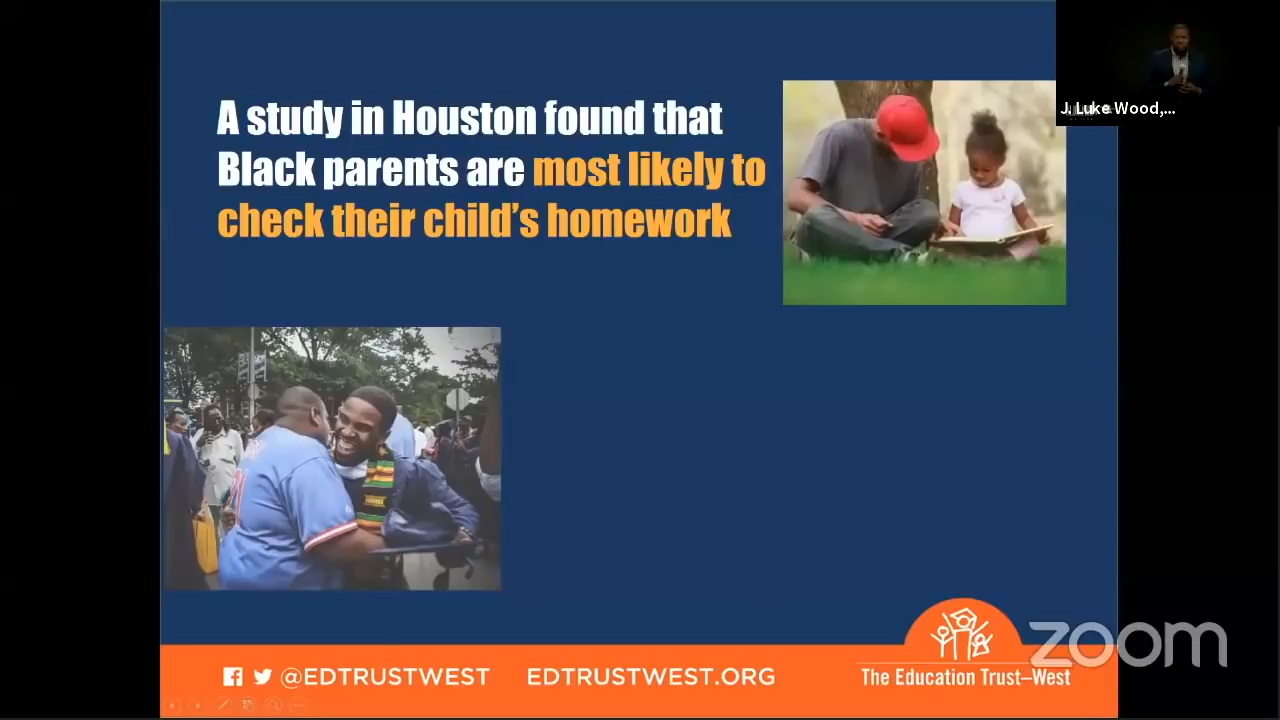 A study in Houston found that
Black parents are most likely to
check their child's homework
J. Luke Wood,...
zoom
@EDTRUSTWEST
EDTRUSTWEST.ORG
The Education Trust–West